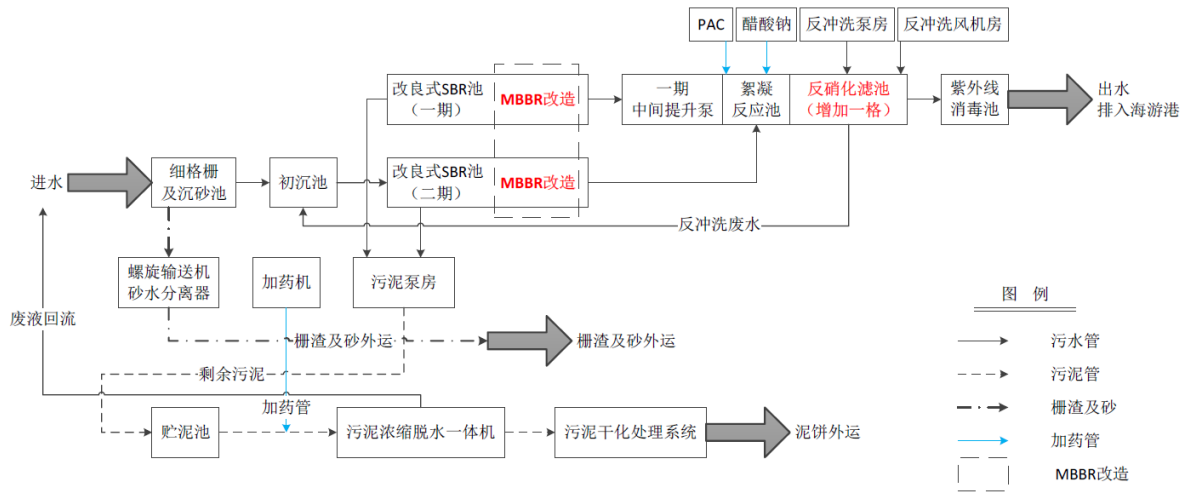 PAC
醋酸钠
反冲洗泵房
反冲洗风机房
改良式SBR池
（一期）
MBBR改造
一期
中间提升泵
絮凝
反应池
反硝化滤池
（增加一格）
紫外线
消毒池
出水
排入海游港
进水
细格栅
及沉砂池
初沉池
改良式SBR池
（二期）
MBBR改造
反冲洗废水
螺旋输送机
砂水分离器
加药机
污泥泵房
废液回流
栅渣及砂外运
栅渣及砂外运
剩余污泥
加药管
贮泥池
污泥浓缩脱水一体机
污泥干化处理系统
泥饼外运
图 例
污水管
污泥管
栅渣及砂
加药管
MBBR改造